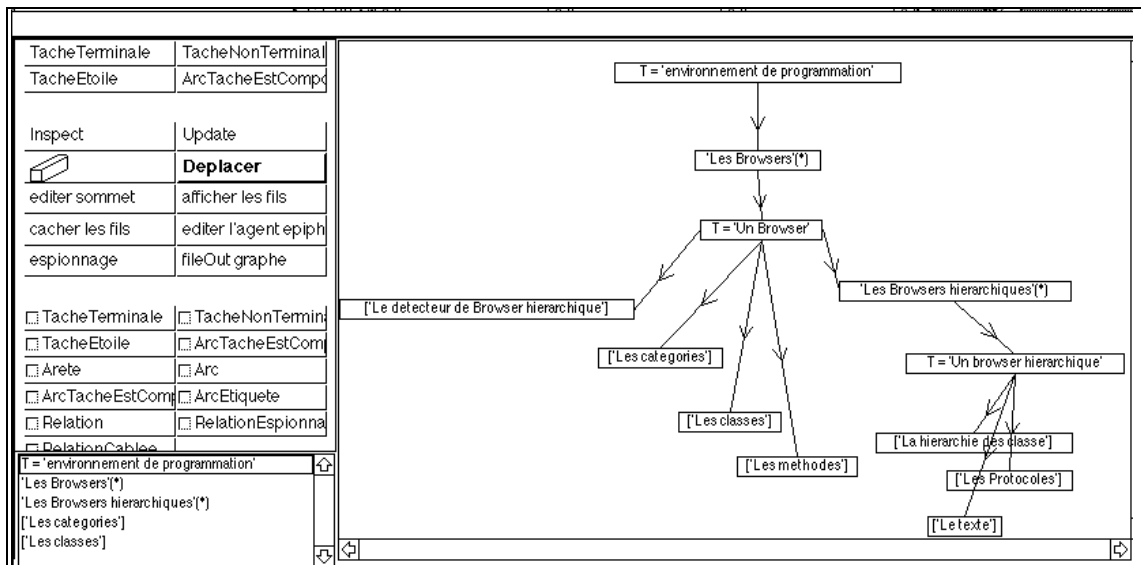 TacheTerminale
TacheNonTerminal
TacheEtoile
ArcTacheEstCompo
Inspect
Update
Deplacer
editer sommet
afficher les fils
cacher les fils
editer l'agent epiph
espionnage
fileOut graphe
TacheTerminale
TacheNonTermina
TacheEtoile
ArcTacheEstComp
Arete
Arc
ArcTacheEstComp
ArcEtiquete
Relation
RelationEspionna
RelationCablee
T = 'environnement de programmation'
'Les Browsers'(*)
'Les Browsers hierarchiques'(*)
['Les categories']
['Les classes']
T = 'environnement de programmation'
'Les Browsers'(*)
T = 'Un Browser'
'Les Browsers hierarchiques'(*)
['Le detecteur de Browser hierarchique']
['Les categories']
T = 'Un browser hierarchique'
['Les classes']
['La hierarchie des classe']
['Les methodes']
['Les Protocoles']
['Le texte']